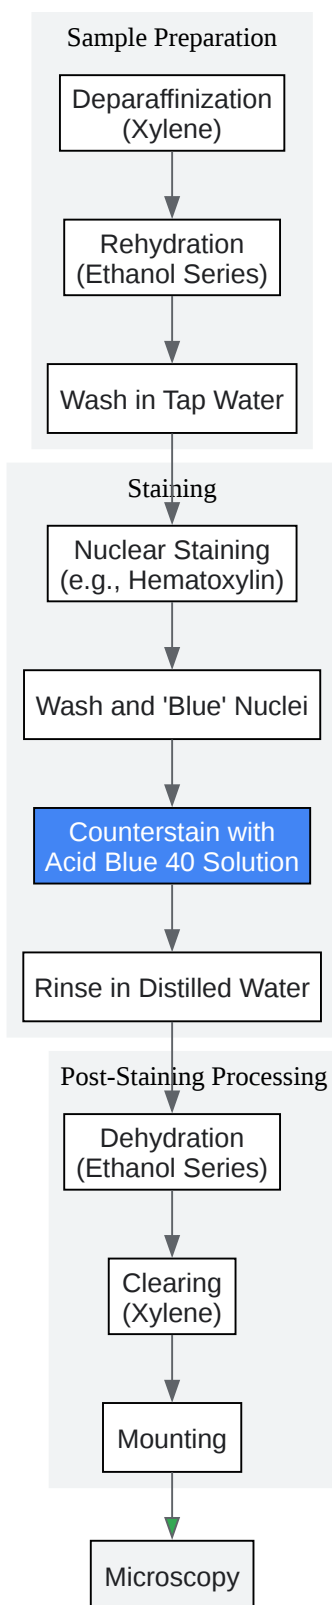 Sample Preparation
Deparaffinization
(Xylene)
Rehydration
(Ethanol Series)
Wash in Tap Water
Staining
Nuclear Staining
(e.g., Hematoxylin)
Wash and 'Blue' Nuclei
Counterstain with
Acid Blue 40 Solution
Rinse in Distilled Water
Post-Staining Processing
Dehydration
(Ethanol Series)
Clearing
(Xylene)
Mounting
Microscopy